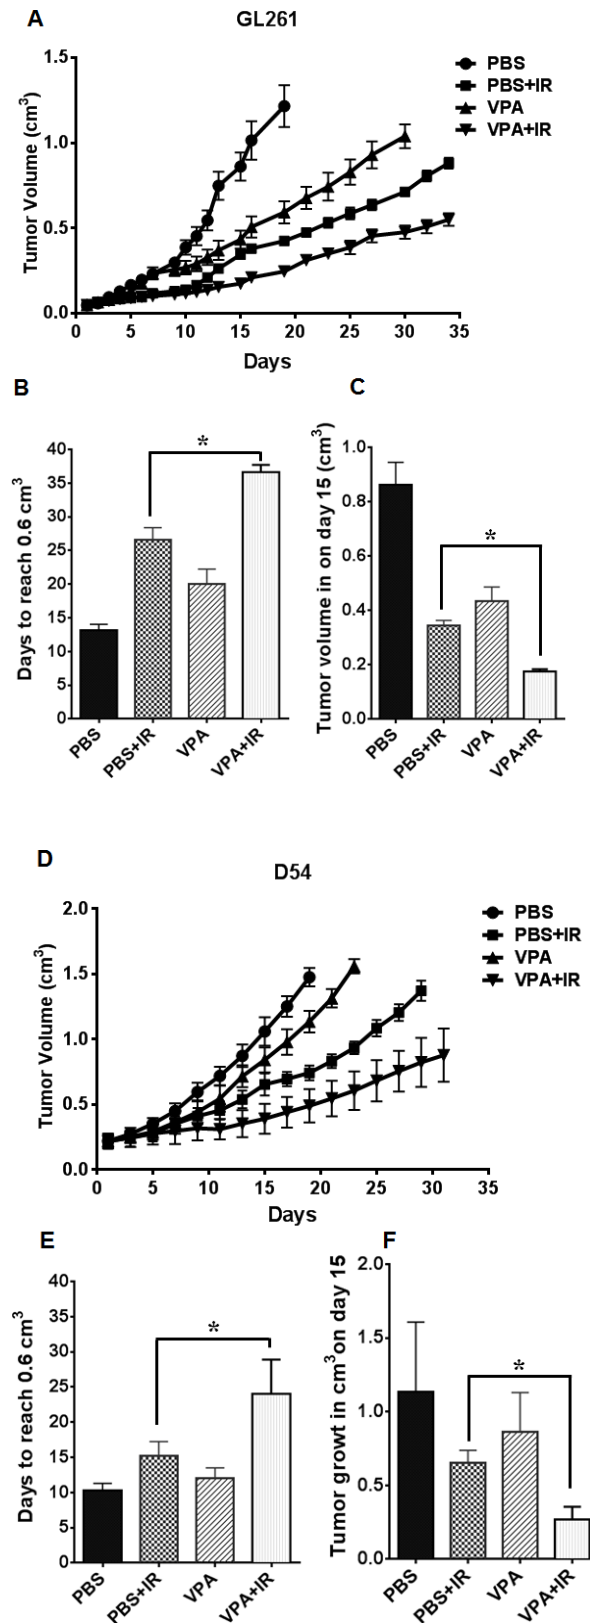 A
GL261
1.5
1.0
0.5
0.0
Tumor Volume (cm3)
0 5 10 15 20 25 30 35
Days
PBS
PBS+IR
VPA
VPA+IR
B
40
35
30
25
20
15
10
5
0
Days to reach 0.6 cm3
*
PBS PBS+IR VPA VPA+IR
C
1.0
0.8
0.6
0.4
0.2
0.0
Tumor volume in on day 15 (cm3)
*
PBS PBS+IR VPA VPA+IR
D
D54
2.0
1.5
1.0
0.5
0.0
Tumor Volume (cm3)
0 5 10 15 20 25 30 35
Days
PBS
PBS+IR
VPA
VPA+IR
E
40
35
30
25
20
15
10
5
0
Days to reach 0.6 cm3
*
PBS PBS+IR VPA VPA+IR
F
2.0
1.5
1.0
0.5
0.0
Tumor growt in cm3 on day 15
*
PBS PBS+IR VPA VPA+IR